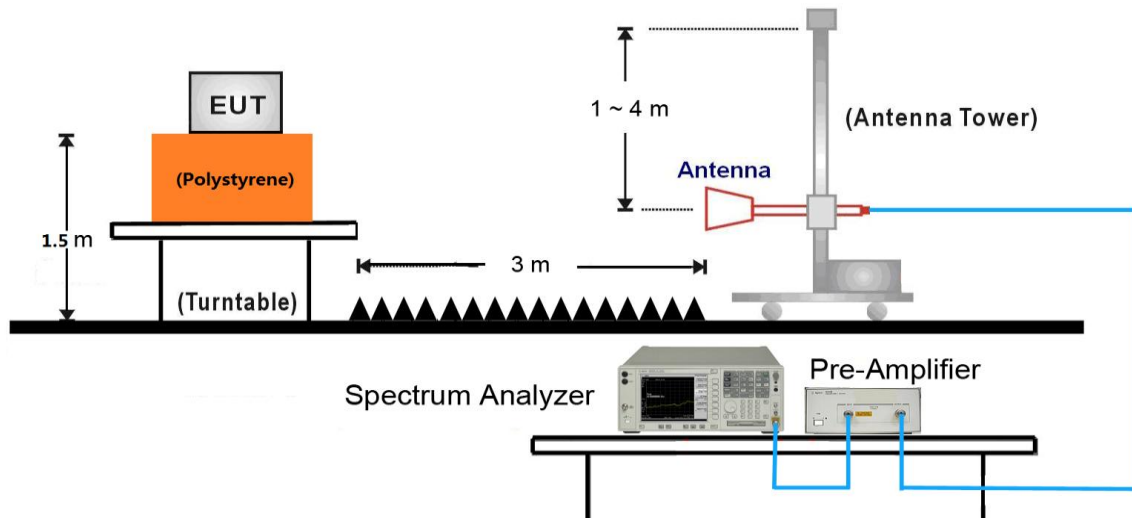 EUT
1 ~ 4 m
(Antenna Tower)
(Polystyrene)
Antenna
1.5 m
3 m
(Turntable)
Spectrum Analyzer
Pre-Amplifier